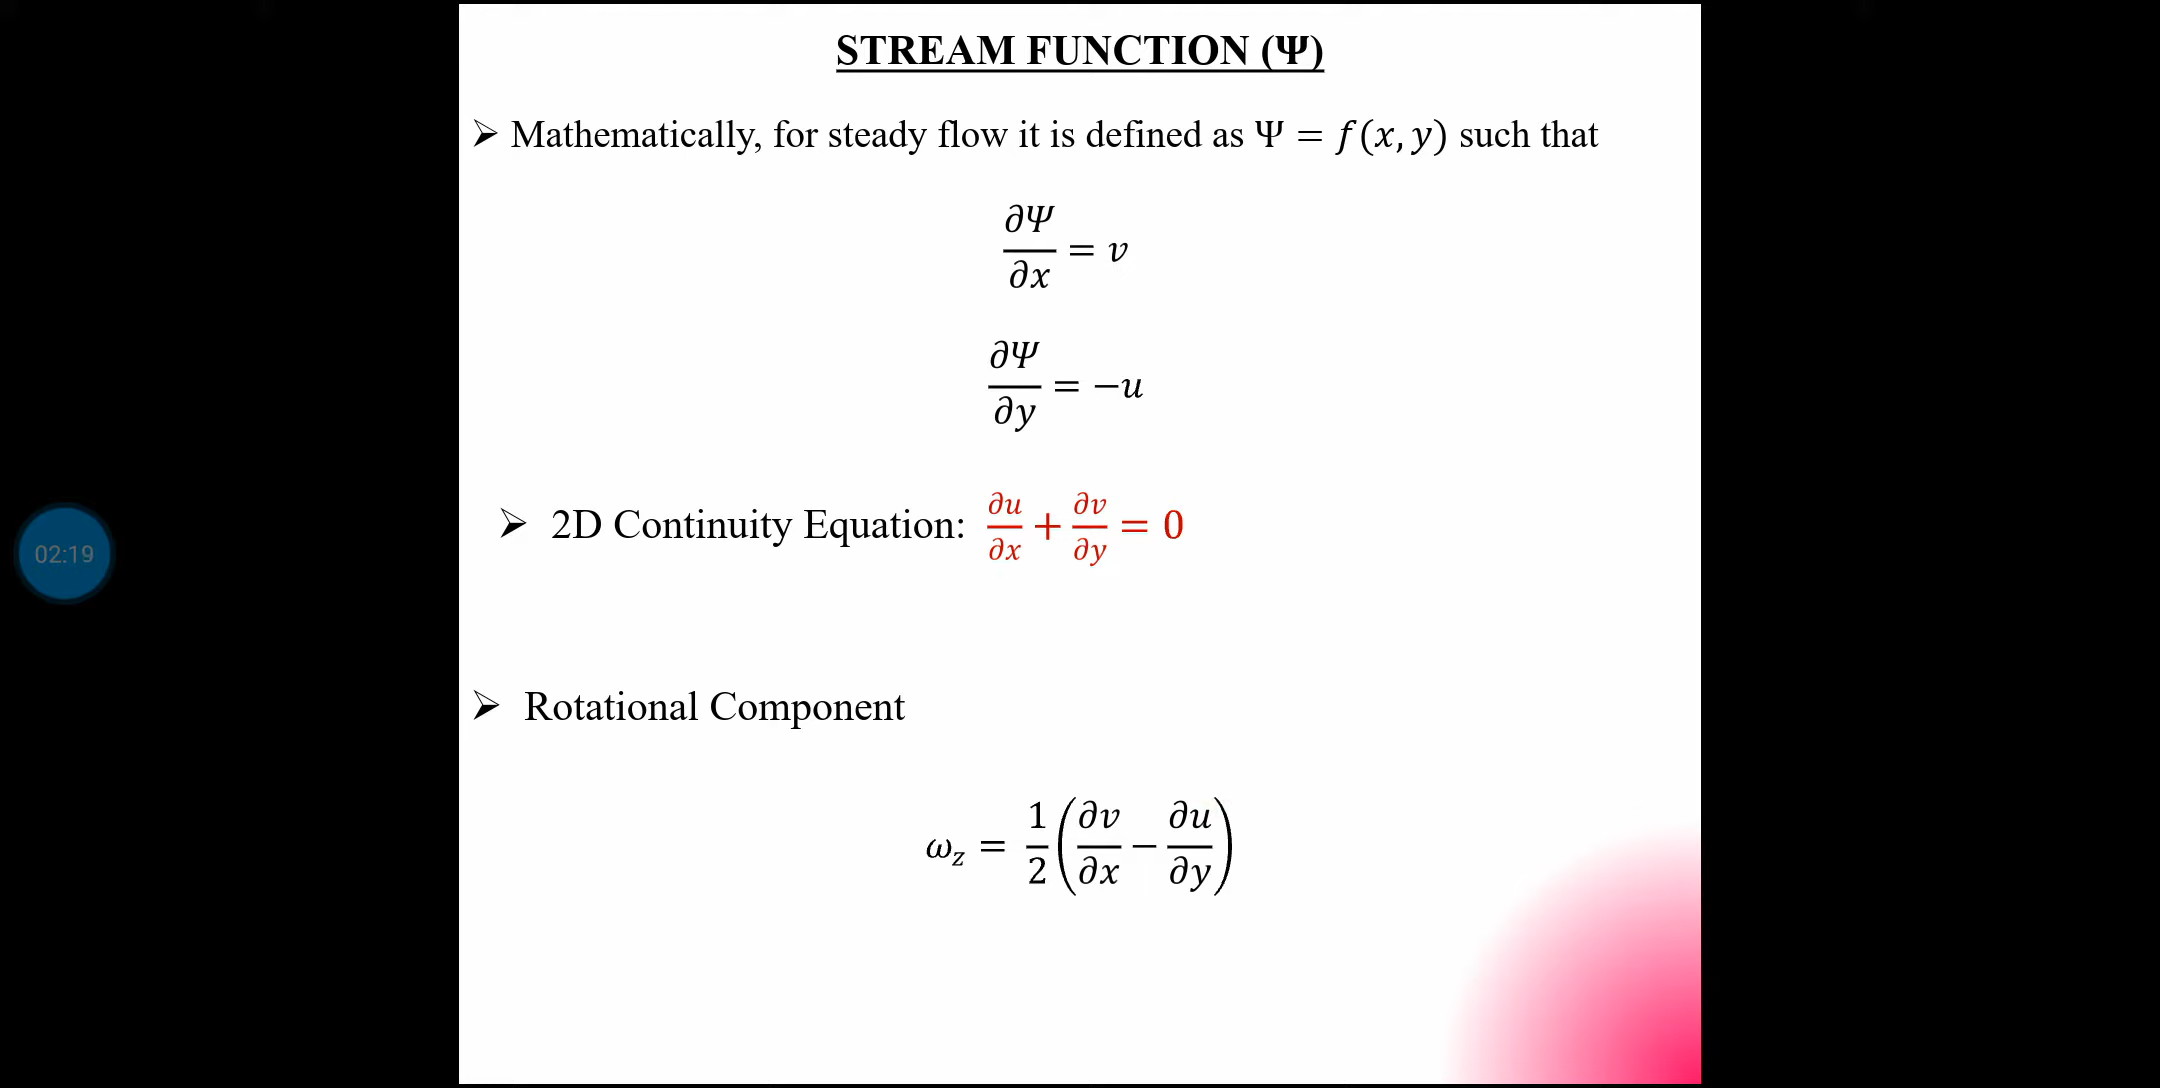 STREAM FUNCTION (Ψ)
➢ Mathematically, for steady flow it is defined as Ψ = f(x, y) such that
∂Ψ/∂x = v
∂Ψ/∂y = −u
➢ 2D Continuity Equation: ∂u/∂x + ∂v/∂y = 0
02:19
➢ Rotational Component
ω_z = 1/2 (∂v/∂x − ∂u/∂y)